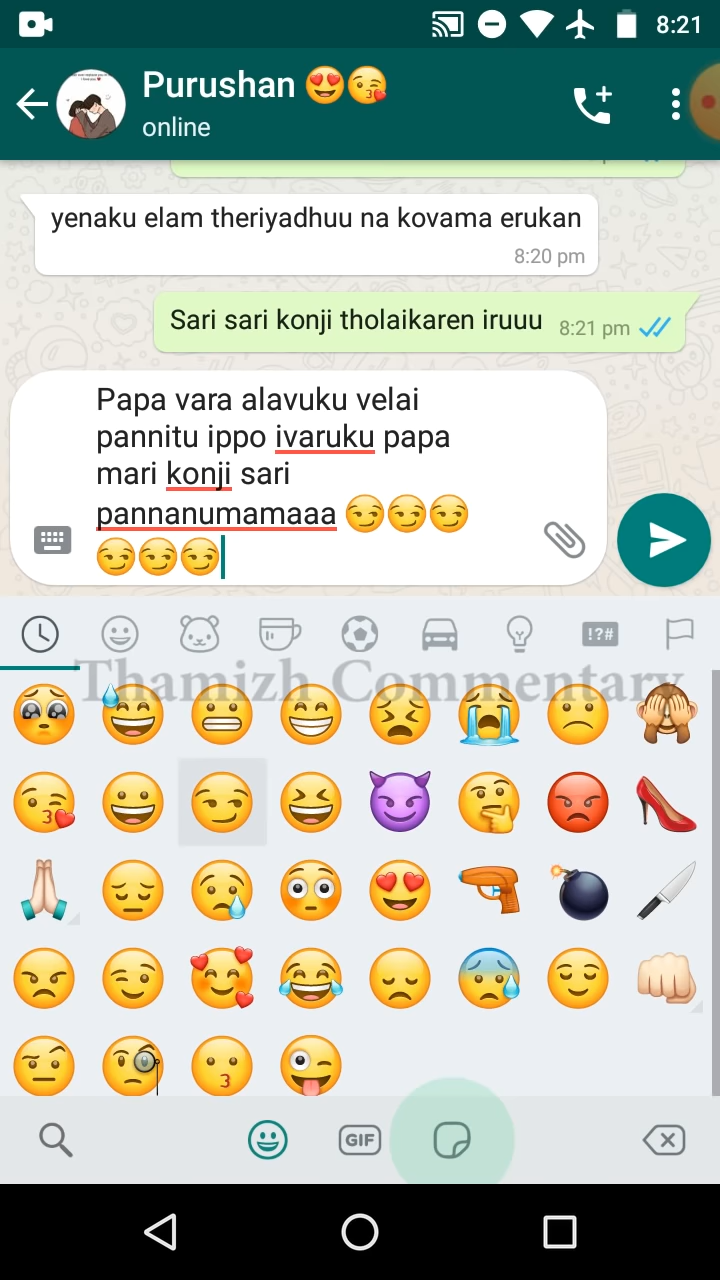 8:21
Purushan 😍😘
online
yenaku elam theriyadhuu na kovama erukan
8:20 pm
Sari sari konji tholaikaren iruuu 8:21 pm
Papa vara alavuku velai
pannitu ippo ivaruku papa
mari konji sari
pannanumamaaa 😏😏😏
😏😏😏
!?#
Thamizh Commentary
GIF